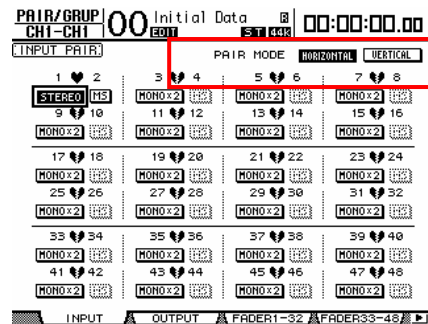 PAIR/GRUP 00 Initial Data 00:00:00.00
CH1-CH1 EDIT ST 44K
INPUT PAIR PAIR MODE HORIZONTAL VERTICAL
1 2 3 4 5 6 7 8
STEREO MS MONO×2 MONO×2 MONO×2
9 10 11 12 13 14 15 16
MONO×2 MONO×2 MONO×2 MONO×2
17 18 19 20 21 22 23 24
MONO×2 MONO×2 MONO×2 MONO×2
25 26 27 28 29 30 31 32
MONO×2 MONO×2 MONO×2 MONO×2
33 34 35 36 37 38 39 40
MONO×2 MONO×2 MONO×2 MONO×2
41 42 43 44 45 46 47 48
MONO×2 MONO×2 MONO×2 MONO×2
INPUT OUTPUT FADER1-32 FADER33-48